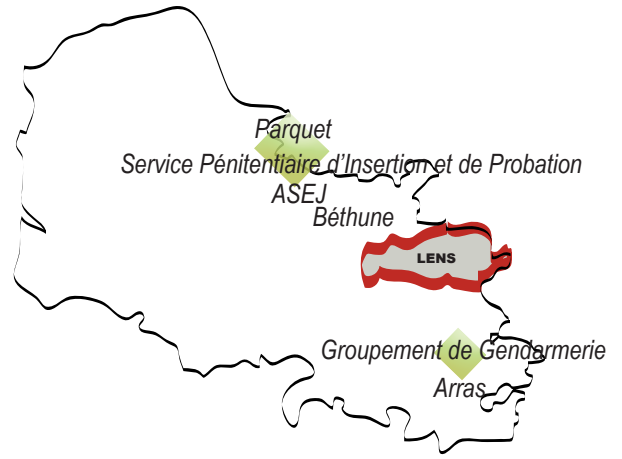 Parquet
Service Pénitentiaire d'Insertion et de Probation
ASEJ
Béthune
LENS
Groupement de Gendarmerie
Arras